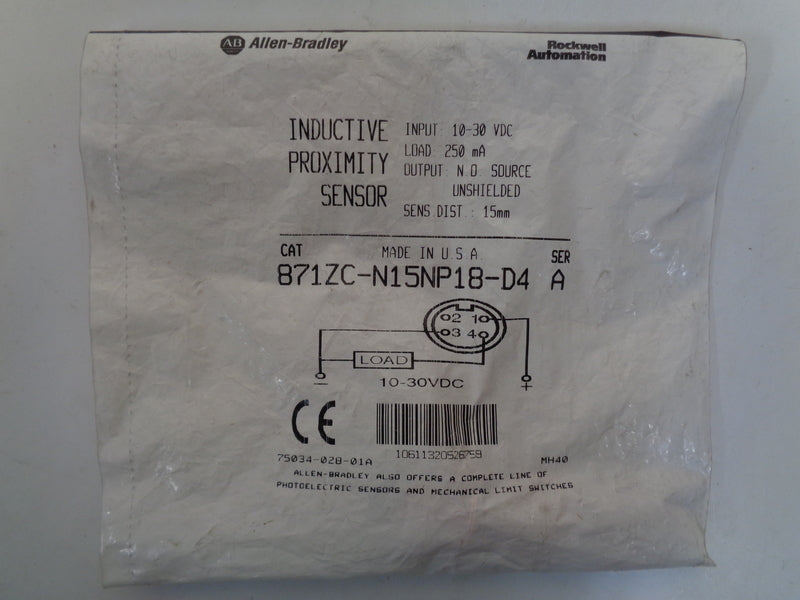 AB Allen-Bradley
Rockwell Automation
INDUCTIVE PROXIMITY SENSOR
INPUT: 10-30 VDC
LOAD: 250 mA
OUTPUT: N.O. SOURCE
UNSHIELDED
SENS.DIST.: 15mm
CAT MADE IN U.S.A. SER
871ZC-N15NP18-D4 A
2 1
3 4
LOAD
- 10-30VDC +
CE
10611320526759
75034-028-01A MH40
ALLEN-BRADLEY ALSO OFFERS A COMPLETE LINE OF
PHOTOELECTRIC SENSORS AND MECHANICAL LIMIT SWITCHES